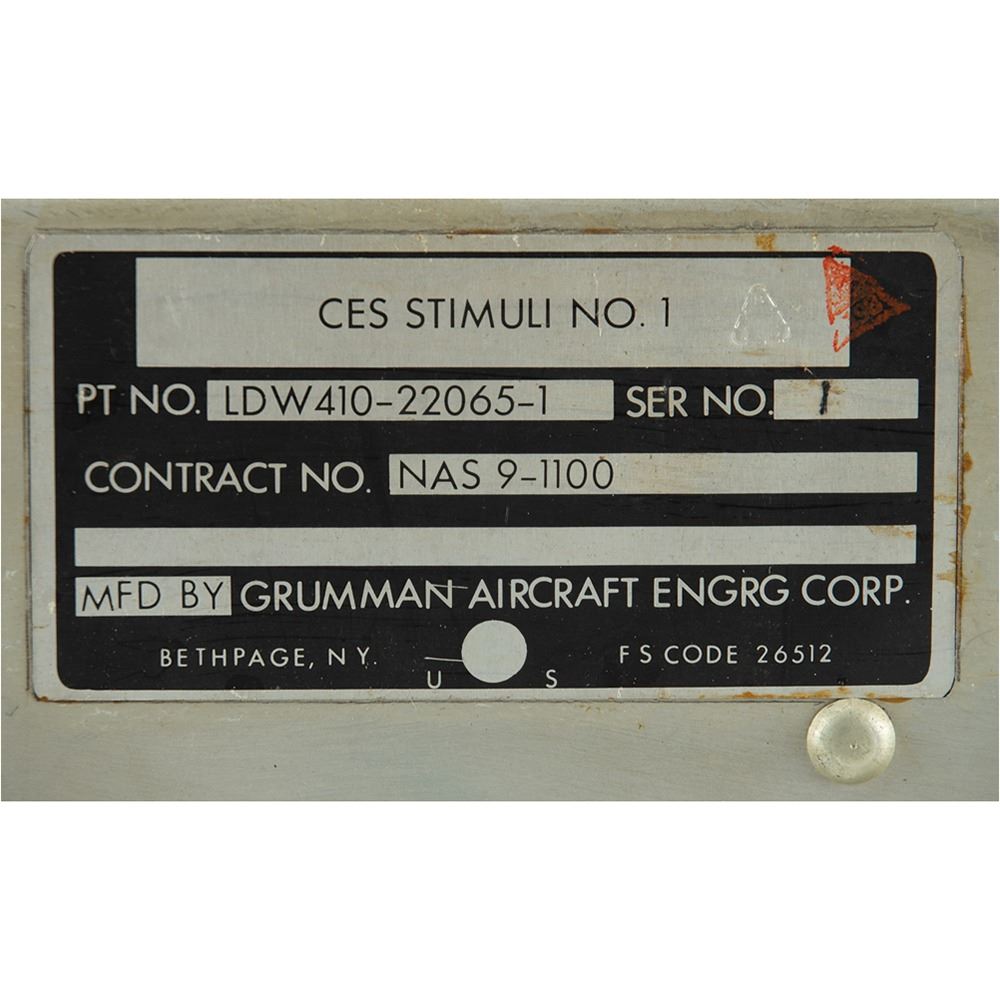 CES STIMULI NO. 1
PT NO. LDW410-22065-1 SER NO. 1
CONTRACT NO. NAS 9-1100
MFD BY GRUMMAN AIRCRAFT ENGRG CORP.
BETHPAGE, N Y. FS CODE 26512
U S